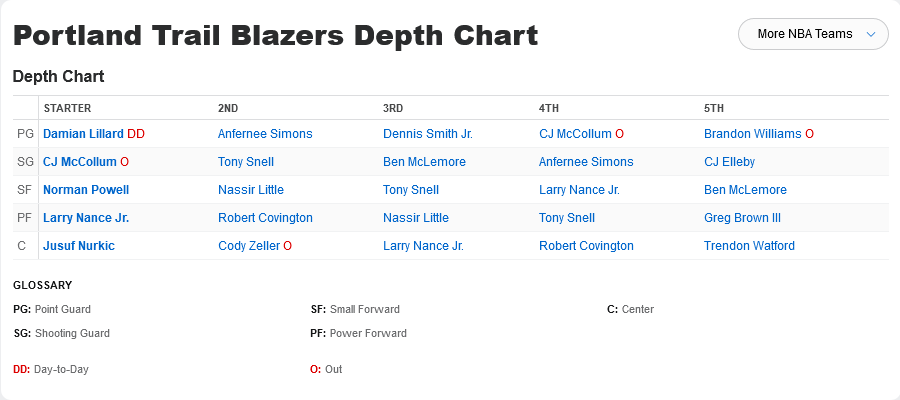 Portland Trail Blazers Depth Chart
More NBA Teams
Depth Chart
STARTER 2ND 3RD 4TH 5TH
PG Damian Lillard DD Anfernee Simons Dennis Smith Jr. CJ McCollum O Brandon Williams O
SG CJ McCollum O Tony Snell Ben McLemore Anfernee Simons CJ Elleby
SF Norman Powell Nassir Little Tony Snell Larry Nance Jr. Ben McLemore
PF Larry Nance Jr. Robert Covington Nassir Little Tony Snell Greg Brown III
C Jusuf Nurkic Cody Zeller O Larry Nance Jr. Robert Covington Trendon Watford
GLOSSARY
PG: Point Guard SF: Small Forward C: Center
SG: Shooting Guard PF: Power Forward
DD: Day-to-Day O: Out